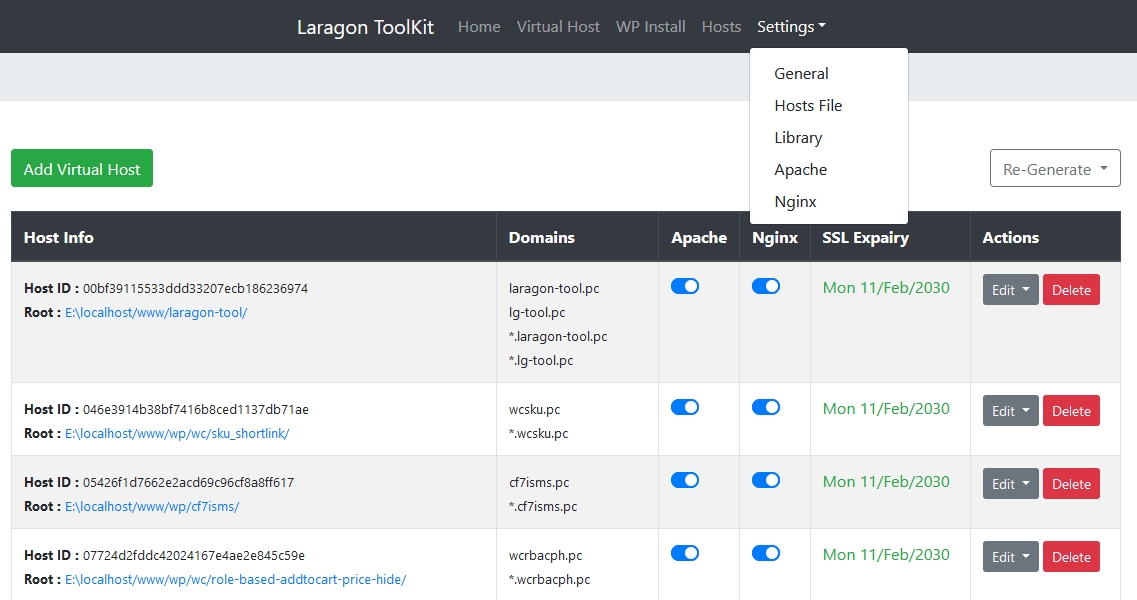 Laragon ToolKit Home Virtual Host WP Install Hosts Settings
General
Hosts File
Library
Apache
Nginx
Add Virtual Host Re-Generate
Host Info Domains Apache Nginx SSL Expairy Actions
Host ID : 00bf39115533ddd33207ecb186236974 laragon-tool.pc Mon 11/Feb/2030 Edit Delete
Root : E:\localhost/www/laragon-tool/ lg-tool.pc
*.laragon-tool.pc
*.lg-tool.pc
Host ID : 046e3914b38bf7416b8ced1137db71ae wcsku.pc Mon 11/Feb/2030 Edit Delete
Root : E:\localhost/www/wp/wc/sku_shortlink/ *.wcsku.pc
Host ID : 05426f1d7662e2acd69c96cf8a8ff617 cf7isms.pc Mon 11/Feb/2030 Edit Delete
Root : E:\localhost/www/wp/cf7isms/ *.cf7isms.pc
Host ID : 07724d2fddc42024167e4ae2e845c59e wcrbacph.pc Mon 11/Feb/2030 Edit Delete
Root : E:\localhost/www/wp/wc/role-based-addtocart-price-hide/ *.wcrbacph.pc